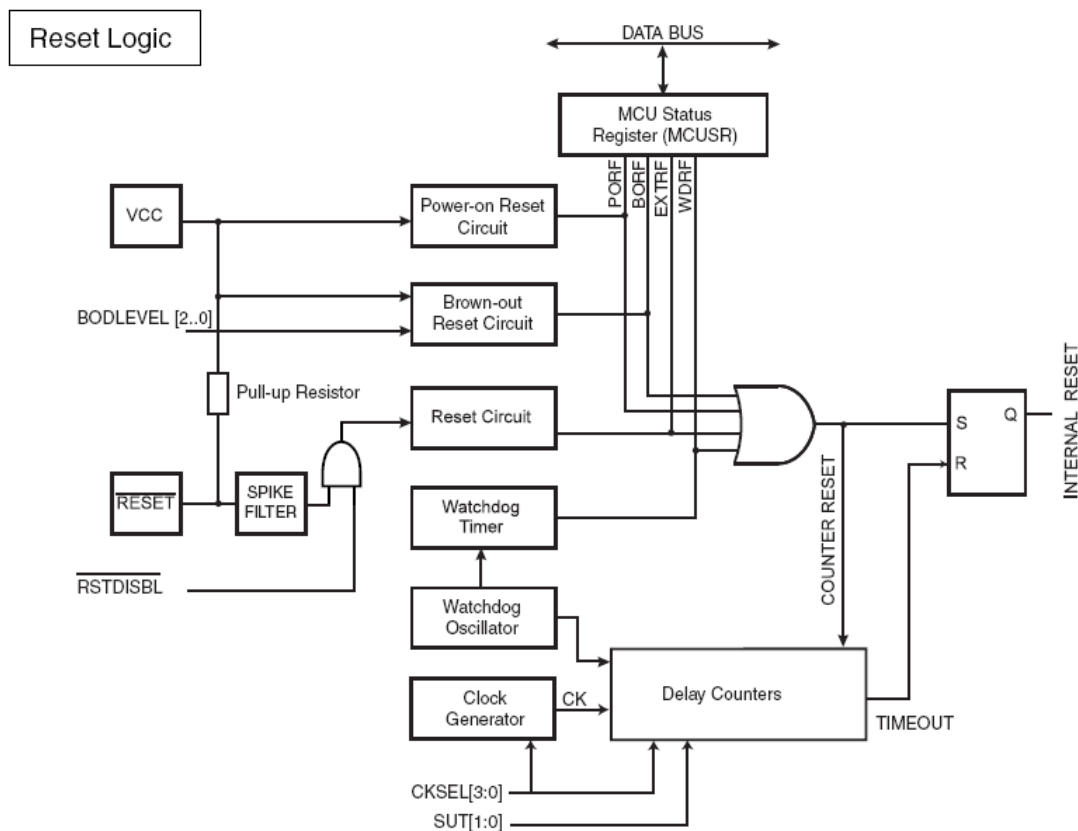 Reset Logic
DATA BUS
MCU Status
Register (MCUSR)
PORF
BORF
EXTRF
WDRF
VCC
Power-on Reset
Circuit
BODLEVEL [2..0]
Brown-out
Reset Circuit
Pull-up Resistor
Reset Circuit
S
Q
R
INTERNAL RESET
RESET
SPIKE
FILTER
Watchdog
Timer
COUNTER RESET
RSTDISBL
Watchdog
Oscillator
Clock
Generator
CK
Delay Counters
TIMEOUT
CKSEL[3:0]
SUT[1:0]